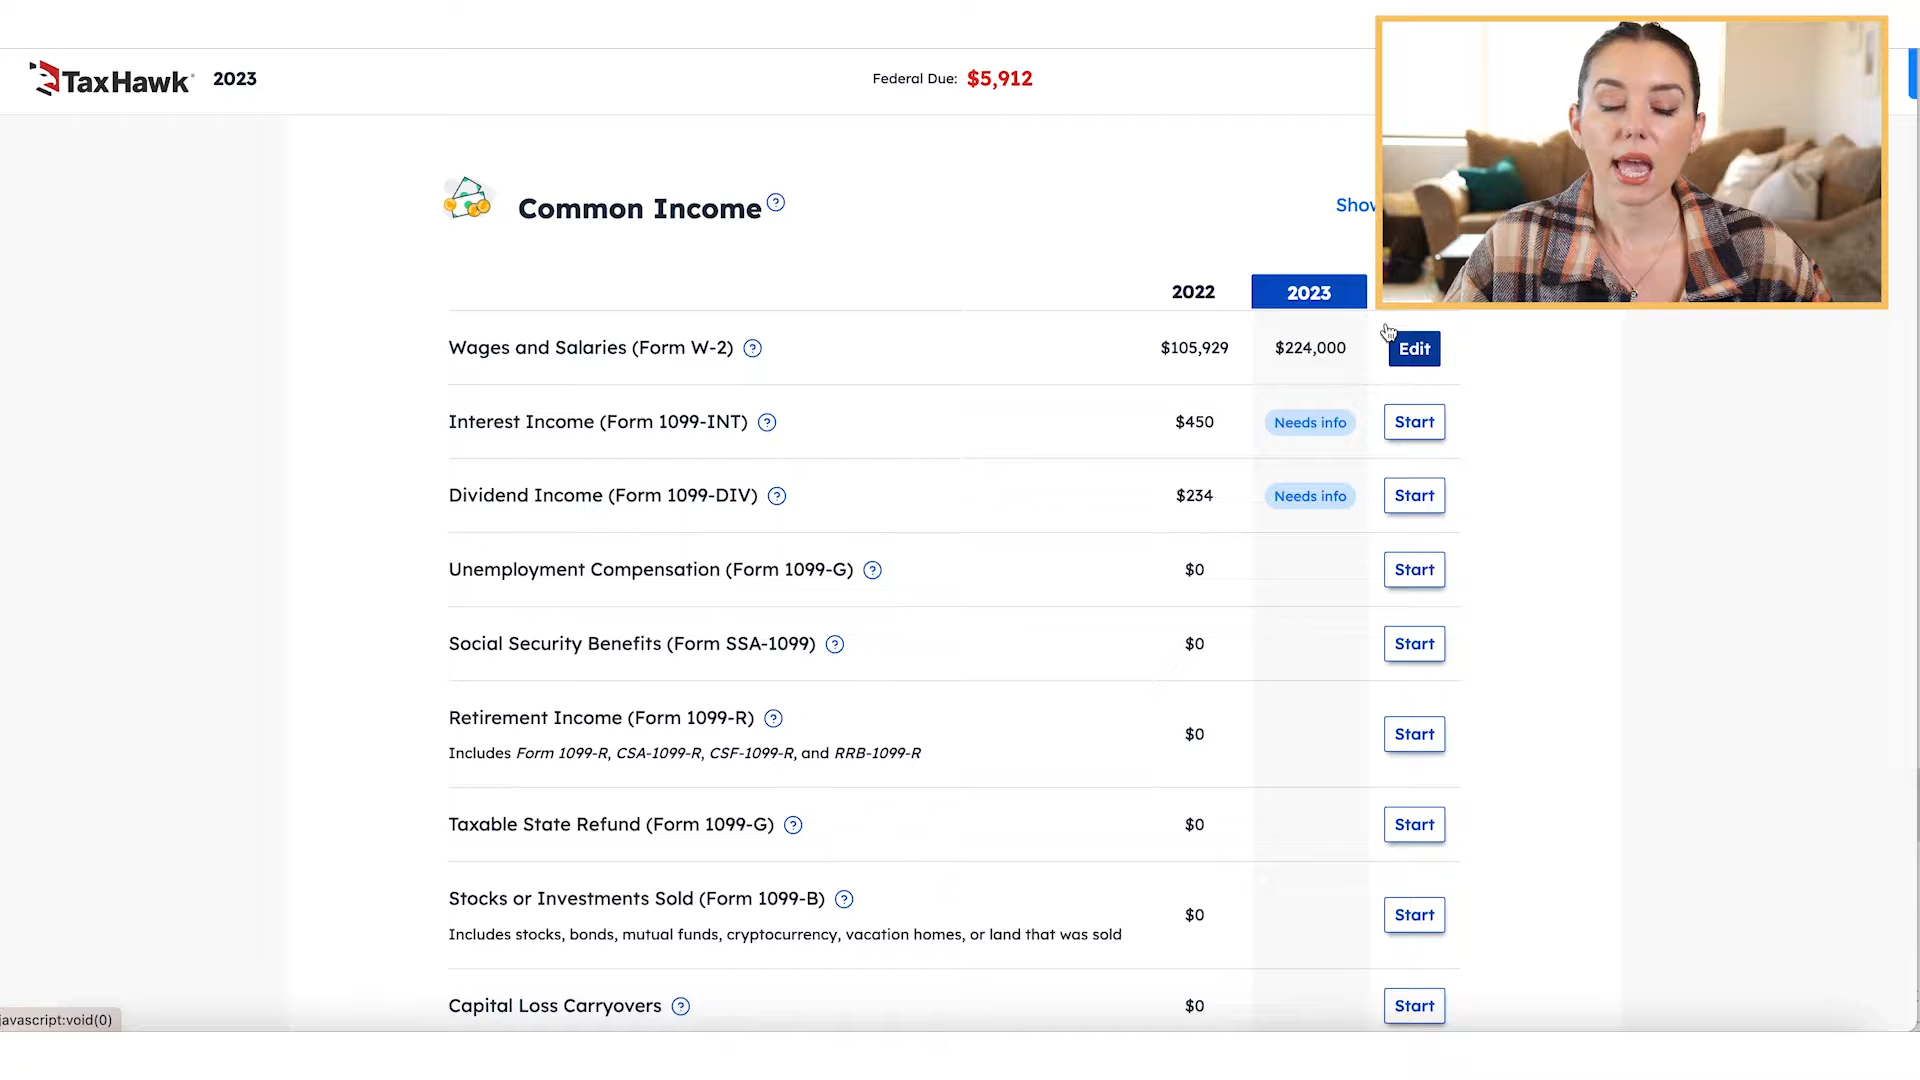 TaxHawk 2023 Federal Due: $5,912
Common Income ?
2022 2023
Wages and Salaries (Form W-2) ? $105,929 $224,000 Edit
Interest Income (Form 1099-INT) ? $450 Needs info Start
Dividend Income (Form 1099-DIV) ? $234 Needs info Start
Unemployment Compensation (Form 1099-G) ? $0 Start
Social Security Benefits (Form SSA-1099) ? $0 Start
Retirement Income (Form 1099-R) ?
Includes Form 1099-R, CSA-1099-R, CSF-1099-R, and RRB-1099-R
$0 Start
Taxable State Refund (Form 1099-G) ? $0 Start
Stocks or Investments Sold (Form 1099-B) ?
Includes stocks, bonds, mutual funds, cryptocurrency, vacation homes, or land that was sold
$0 Start
Capital Loss Carryovers ? $0 Start
javascript:void(0)